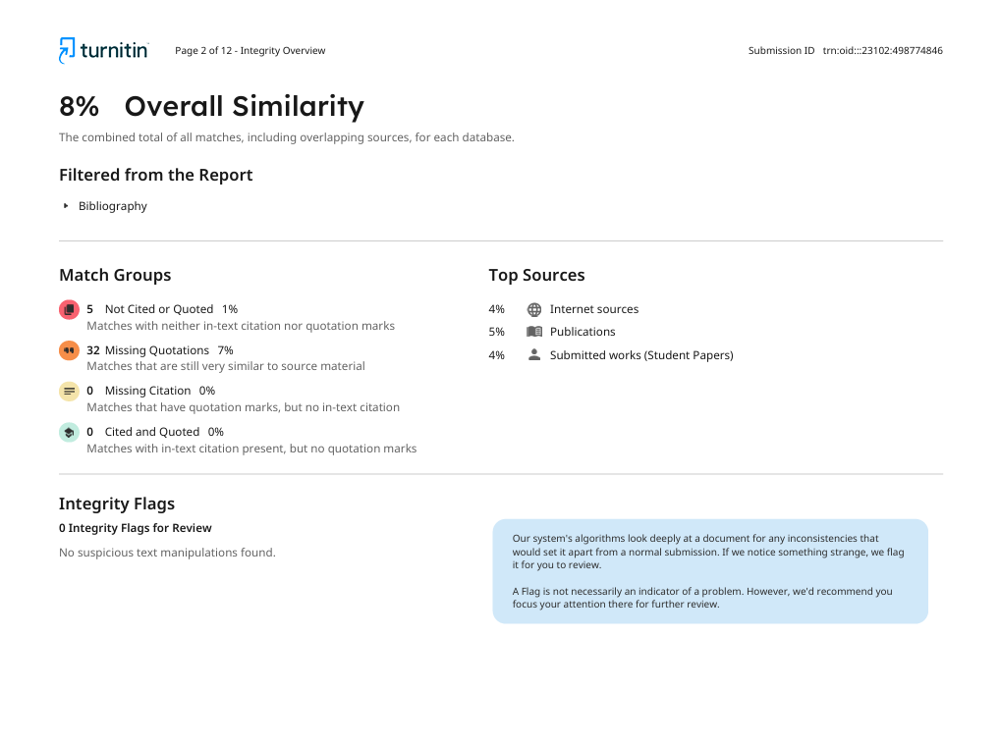 turnitin Page 2 of 12 - Integrity Overview Submission ID trn:oid:::23102:498774846
8% Overall Similarity
The combined total of all matches, including overlapping sources, for each database.
Filtered from the Report
Bibliography
Match Groups
5 Not Cited or Quoted 1%
Matches with neither in-text citation nor quotation marks
32 Missing Quotations 7%
Matches that are still very similar to source material
0 Missing Citation 0%
Matches that have quotation marks, but no in-text citation
0 Cited and Quoted 0%
Matches with in-text citation present, but no quotation marks
Top Sources
4% Internet sources
5% Publications
4% Submitted works (Student Papers)
Integrity Flags
0 Integrity Flags for Review
No suspicious text manipulations found.
Our system's algorithms look deeply at a document for any inconsistencies that
would set it apart from a normal submission. If we notice something strange, we flag
it for you to review.
A Flag is not necessarily an indicator of a problem. However, we'd recommend you
focus your attention there for further review.